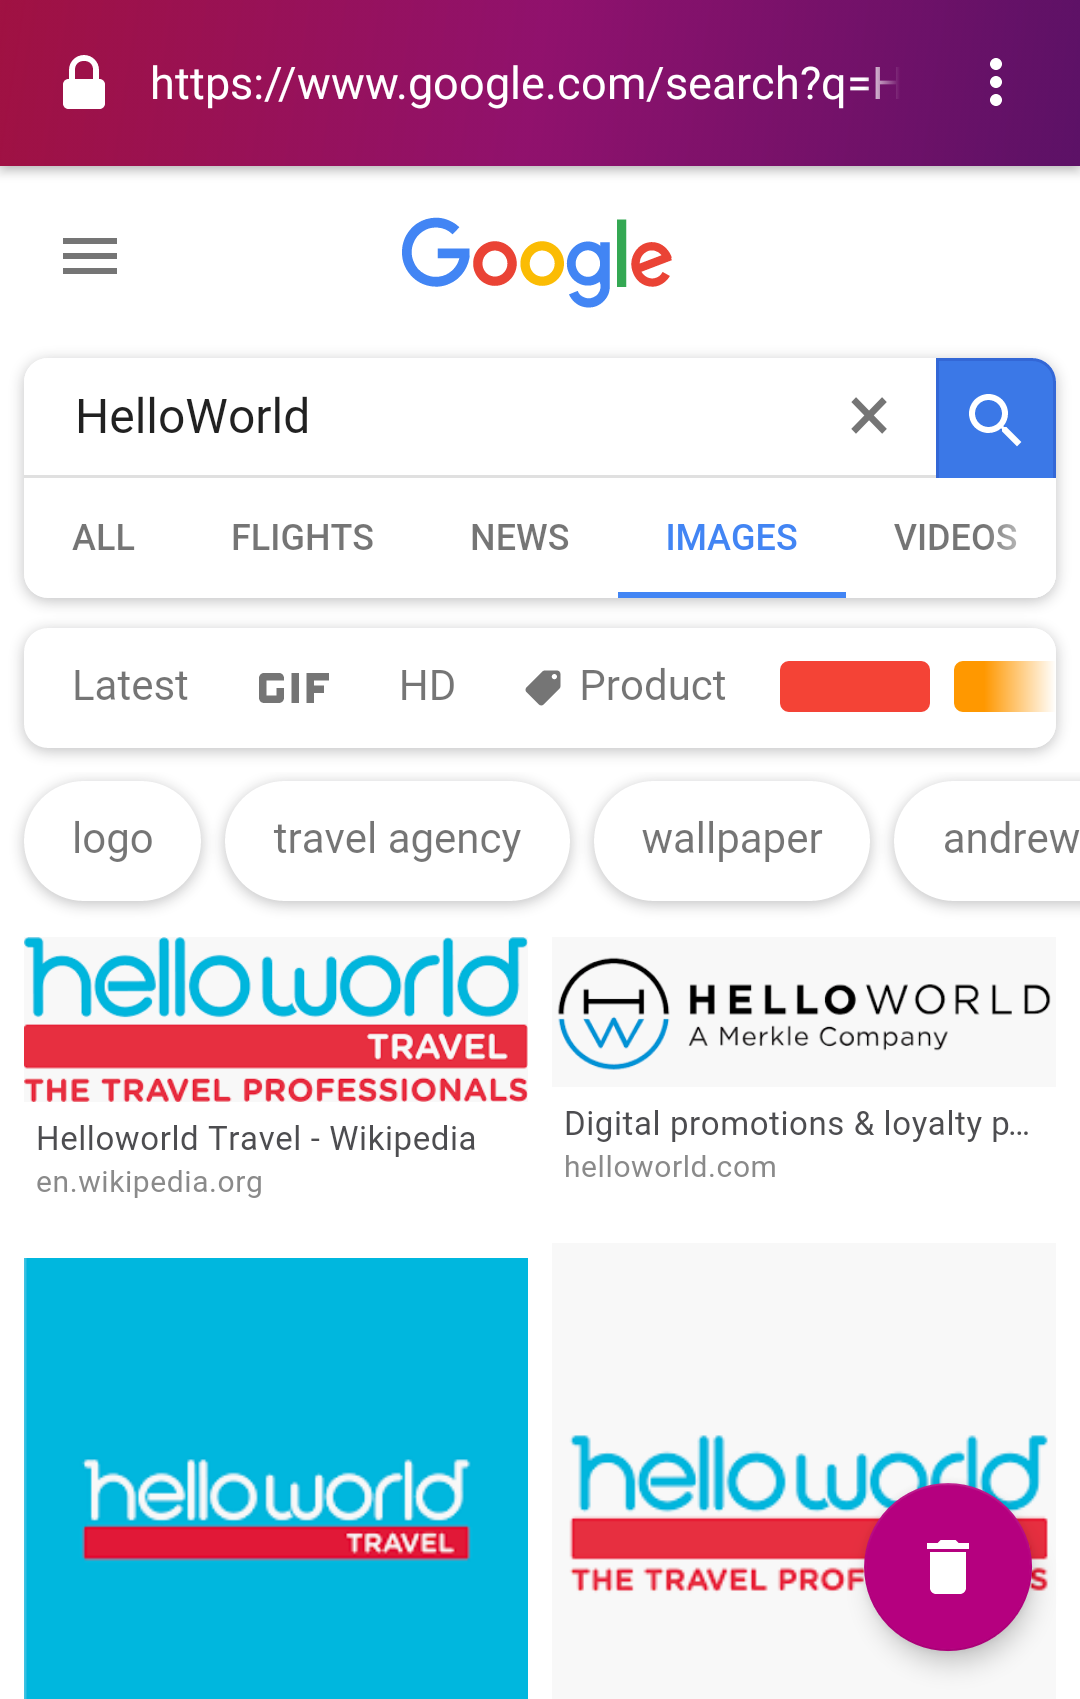 https://www.google.com/search?q=H
Google
HelloWorld
ALL FLIGHTS NEWS IMAGES VIDEOS
Latest GIF HD Product
logo travel agency wallpaper andrew
helloworld
TRAVEL
THE TRAVEL PROFESSIONALS
Helloworld Travel - Wikipedia
en.wikipedia.org
HW HELLOWORLD
A Merkle Company
Digital promotions & loyalty p...
helloworld.com
helloworld
TRAVEL
helloworld
THE TRAVEL PROF S